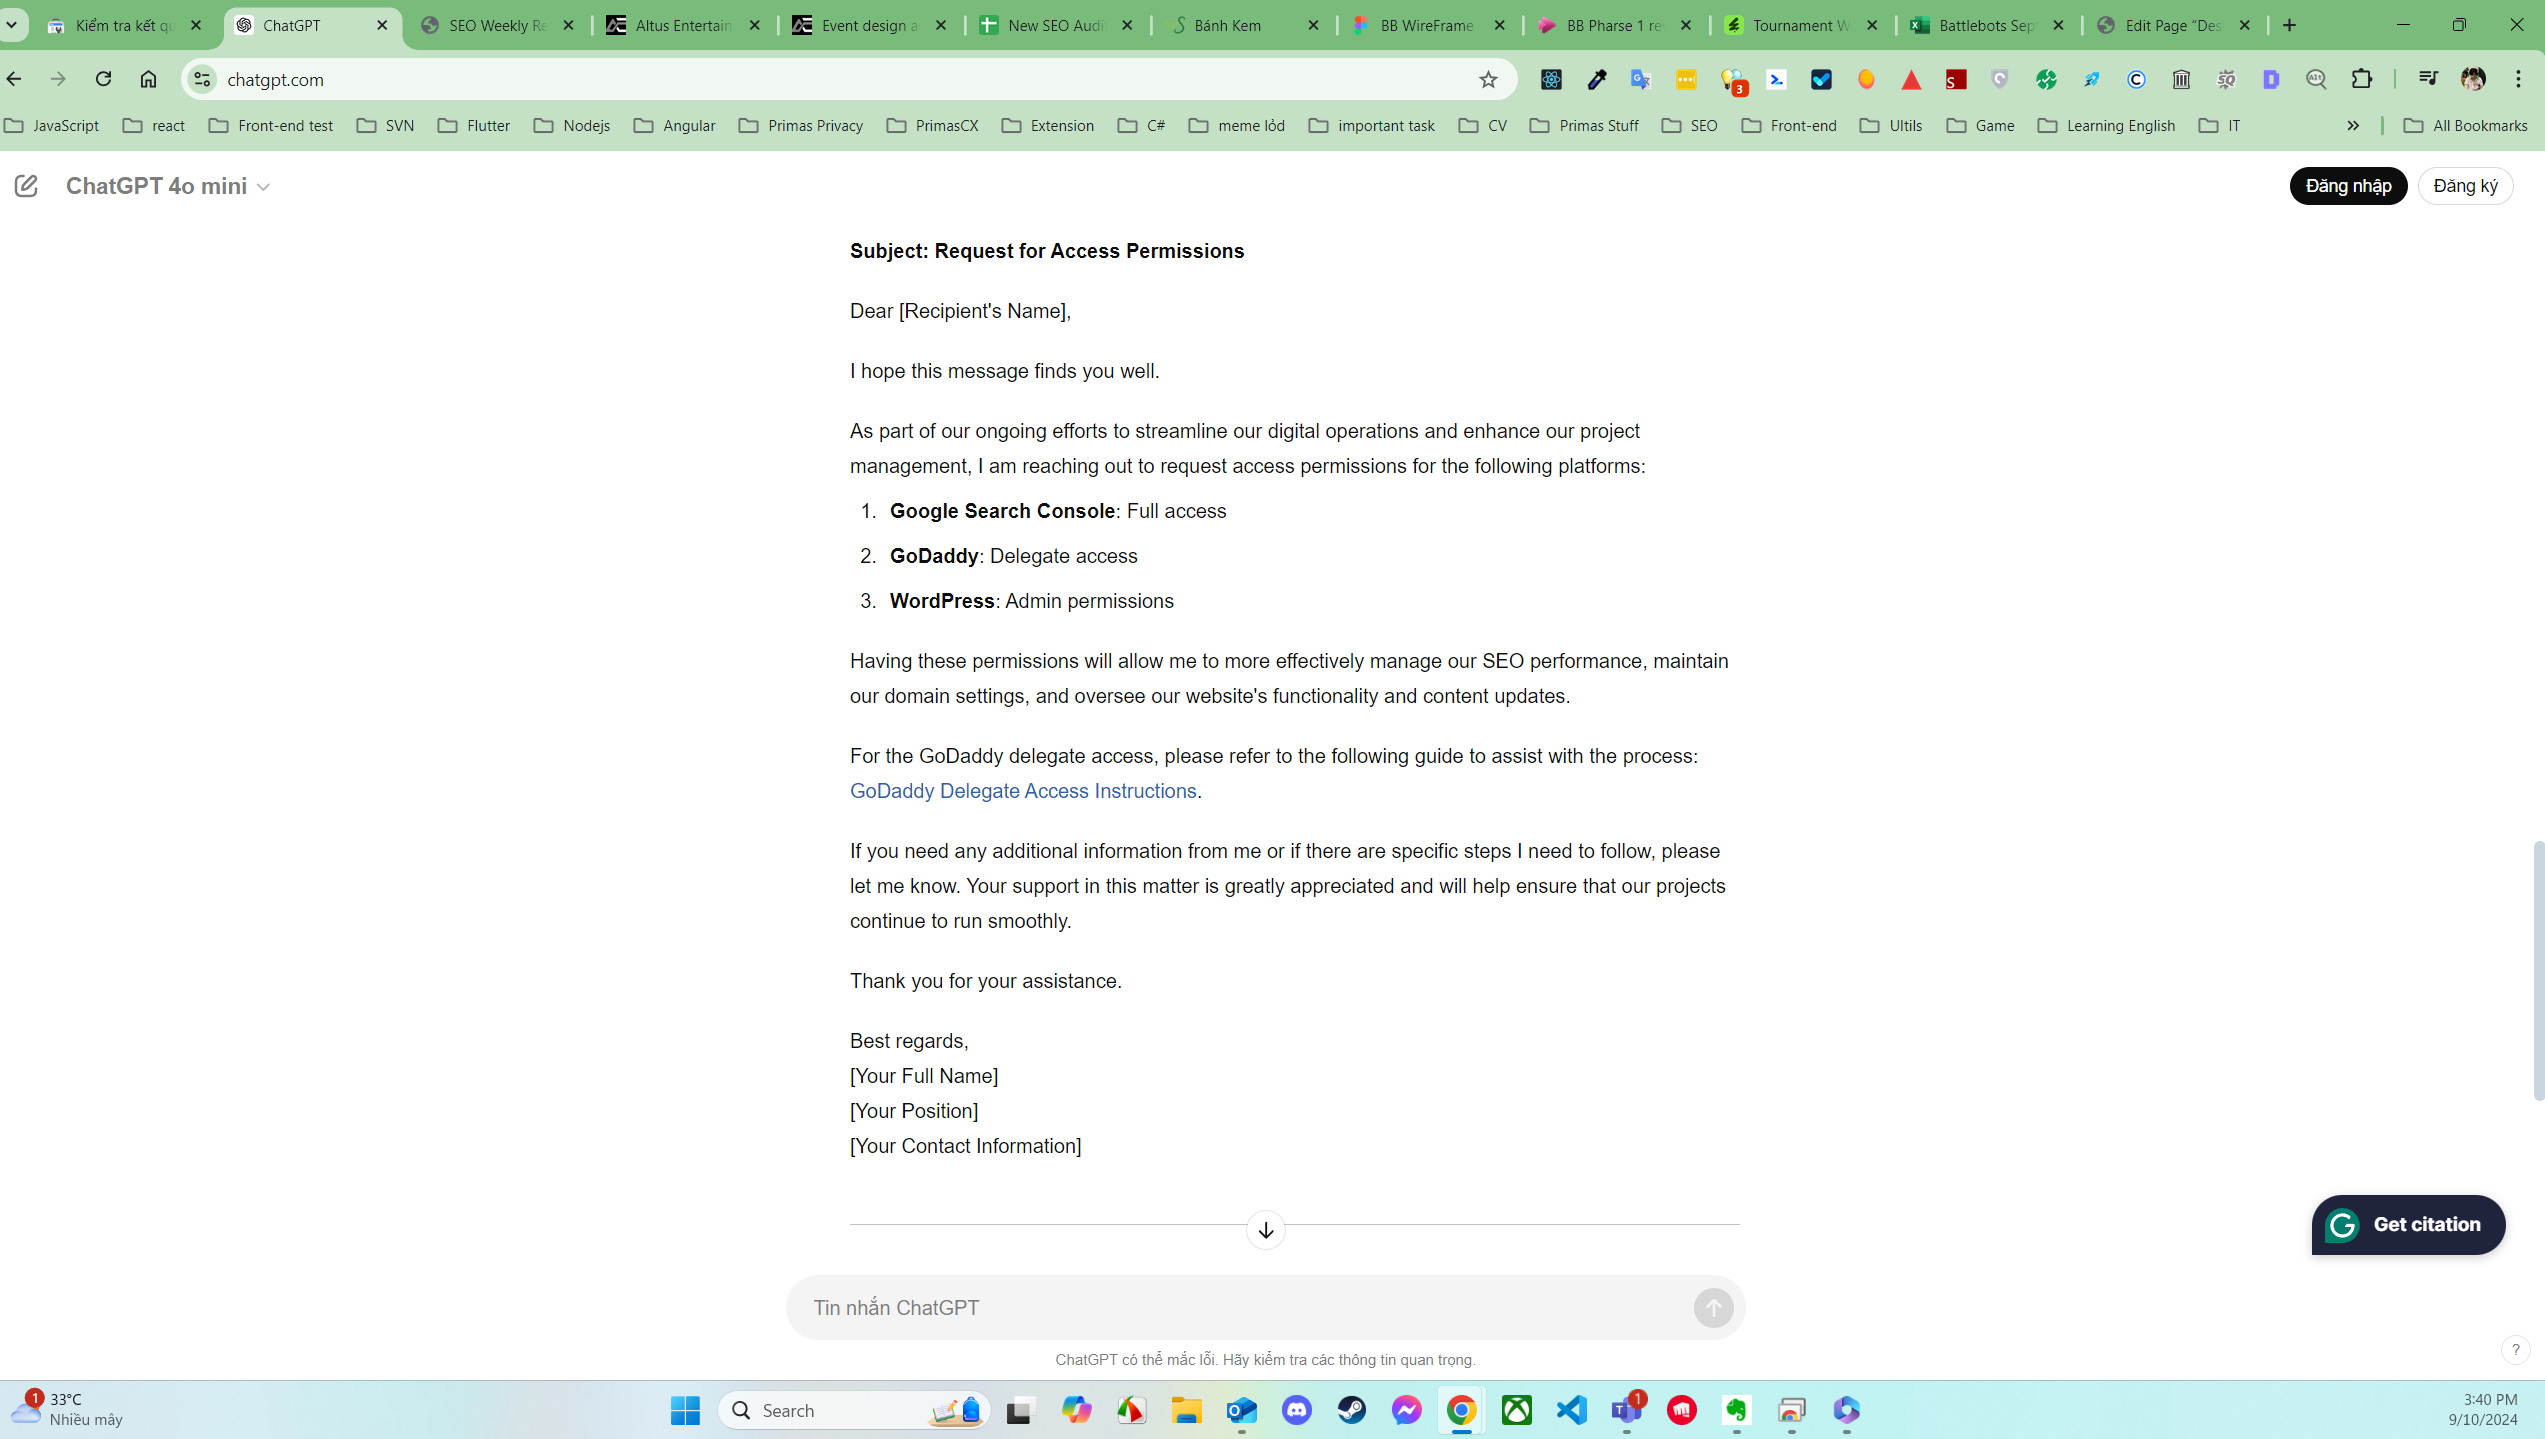 Kiểm tra kết qu
ChatGPT
SEO Weekly Re
Altus Entertain
Event design a
New SEO Audi
Bánh Kem
BB WireFrame
BB Pharse 1 re
Tournament W
Battlebots Sep
Edit Page “Des
chatgpt.com
3
JavaScript
react
Front-end test
SVN
Flutter
Nodejs
Angular
Primas Privacy
PrimasCX
Extension
C#
meme lỏd
important task
CV
Primas Stuff
SEO
Front-end
Ultils
Game
Learning English
IT
All Bookmarks
ChatGPT 4o mini
Đăng nhập
Đăng ký
Subject: Request for Access Permissions
Dear [Recipient's Name],
I hope this message finds you well.
As part of our ongoing efforts to streamline our digital operations and enhance our project
management, I am reaching out to request access permissions for the following platforms:
1. Google Search Console: Full access
2. GoDaddy: Delegate access
3. WordPress: Admin permissions
Having these permissions will allow me to more effectively manage our SEO performance, maintain
our domain settings, and oversee our website's functionality and content updates.
For the GoDaddy delegate access, please refer to the following guide to assist with the process:
GoDaddy Delegate Access Instructions.
If you need any additional information from me or if there are specific steps I need to follow, please
let me know. Your support in this matter is greatly appreciated and will help ensure that our projects
continue to run smoothly.
Thank you for your assistance.
Best regards,
[Your Full Name]
[Your Position]
[Your Contact Information]
Get citation
Tin nhắn ChatGPT
ChatGPT có thể mắc lỗi. Hãy kiểm tra các thông tin quan trọng.
?
1
33°C
Nhiều mây
Search
1
3:40 PM
9/10/2024